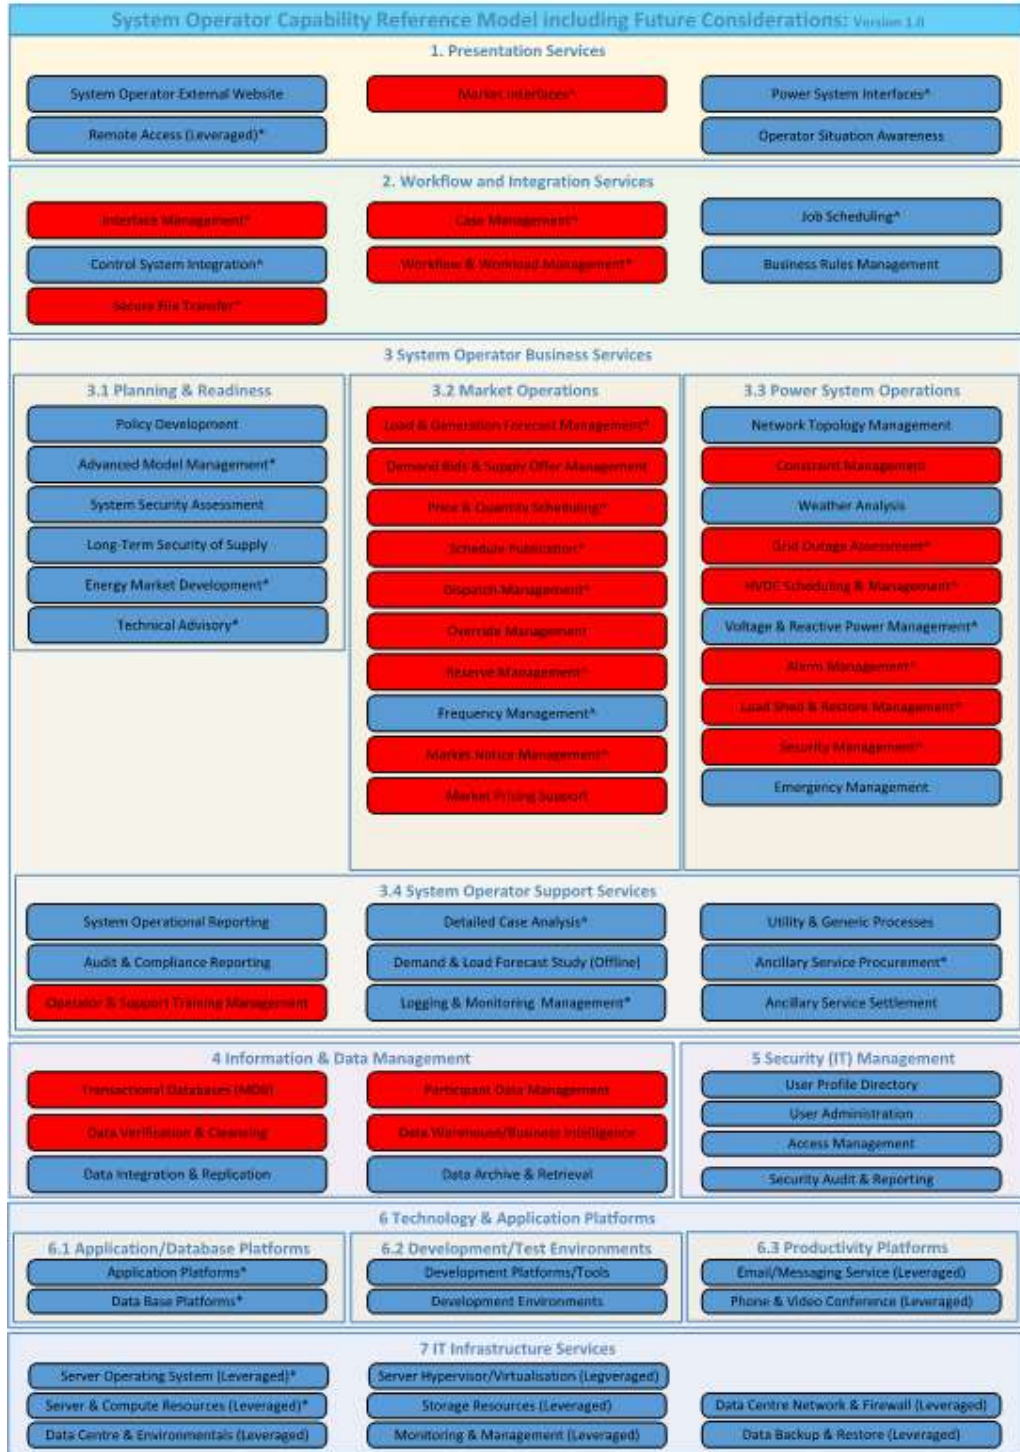 System Operator Capability Reference Model including Future Considerations: Version 1.0
1. Presentation Services
System Operator External Website
Market Interfaces^
Power System Interfaces^
Remote Access (Leveraged)*
Operator Situation Awareness
2. Workflow and Integration Services
Interface Management^
Case Management^
Job Scheduling^
Control System Integration^
Workflow & Workload Management^
Business Rules Management
Secure File Transfer^
3 System Operator Business Services
3.1 Planning & Readiness
Policy Development
Advanced Model Management*
System Security Assessment
Long-Term Security of Supply
Energy Market Development*
Technical Advisory*
3.2 Market Operations
Load & Generation Forecast Management^
Demand Bids & Supply Offer Management
Price & Quantity Scheduling^
Schedule Publication^
Dispatch Management^
Override Management
Reserve Management^
Frequency Management^
Market Notice Management^
Market Pricing Support
3.3 Power System Operations
Network Topology Management
Constraint Management
Weather Analysis
Grid Outage Assessment^
HVDC Scheduling & Management^
Voltage & Reactive Power Management^
Alarm Management^
Load Shed & Restore Management^
Security Management^
Emergency Management
3.4 System Operator Support Services
System Operational Reporting
Detailed Case Analysis^
Utility & Generic Processes
Audit & Compliance Reporting
Demand & Load Forecast Study (Offline)
Ancillary Service Procurement*
Operator & Support Training Management
Logging & Monitoring Management*
Ancillary Service Settlement
4 Information & Data Management
Transactional Databases (MDB)
Participant Data Management
Data Verification & Cleansing
Data Warehouse/Business Intelligence
Data Integration & Replication
Data Archive & Retrieval
5 Security (IT) Management
User Profile Directory
User Administration
Access Management
Security Audit & Reporting
6 Technology & Application Platforms
6.1 Application/Database Platforms
Application Platforms*
Data Base Platforms*
6.2 Development/Test Environments
Development Platforms/Tools
Development Environments
6.3 Productivity Platforms
Email/Messaging Service (Leveraged)
Phone & Video Conference (Leveraged)
7 IT Infrastructure Services
Server Operating System (Leveraged)*
Server Hypervisor/Virtualisation (Legveraged)
Server & Compute Resources (Leveraged)*
Storage Resources (Leveraged)
Data Centre Network & Firewall (Leveraged)
Data Centre & Environmentals (Leveraged)
Monitoring & Management (Leveraged)
Data Backup & Restore (Leveraged)